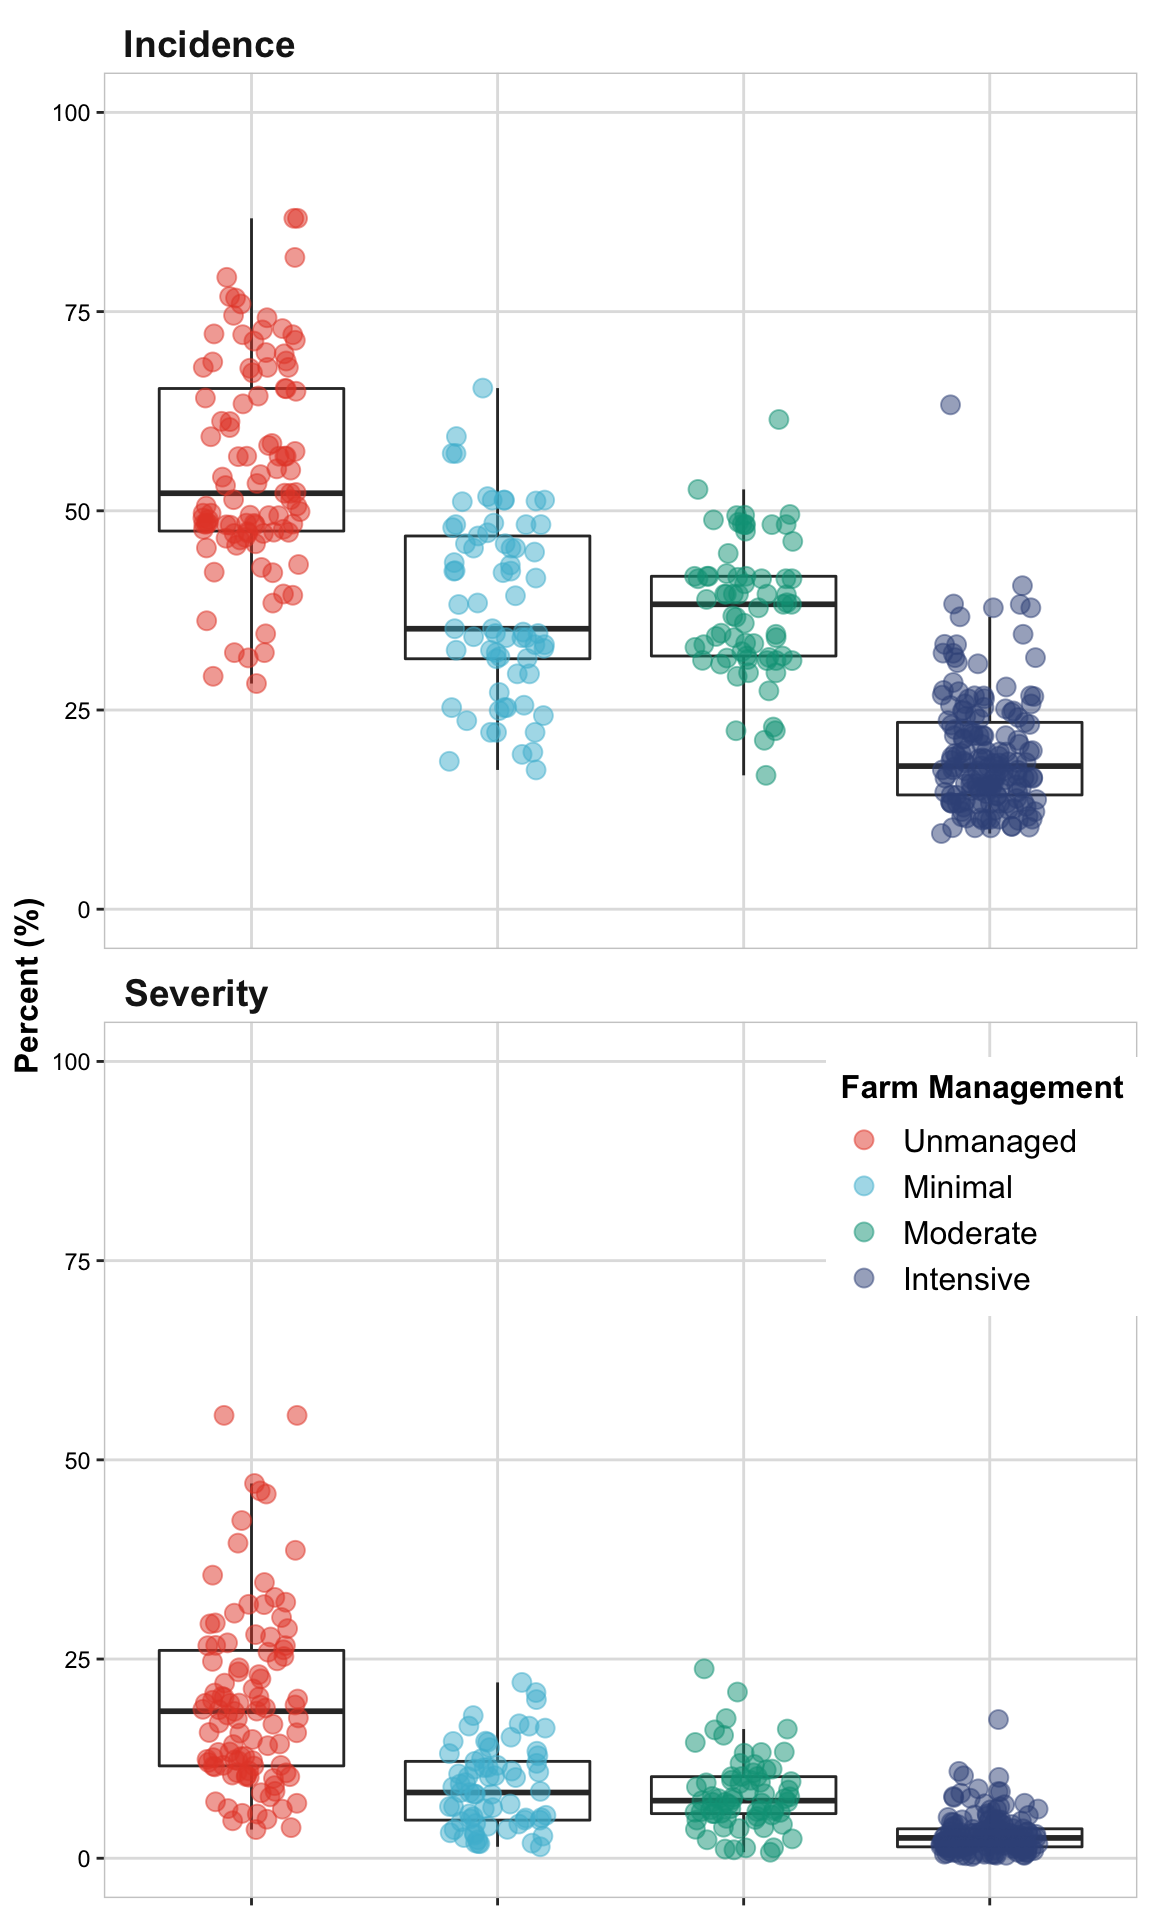 Incidence
100
75
50
25
0
Percent (%)
Severity
100
75
50
25
0
Farm Management
Unmanaged
Minimal
Moderate
Intensive